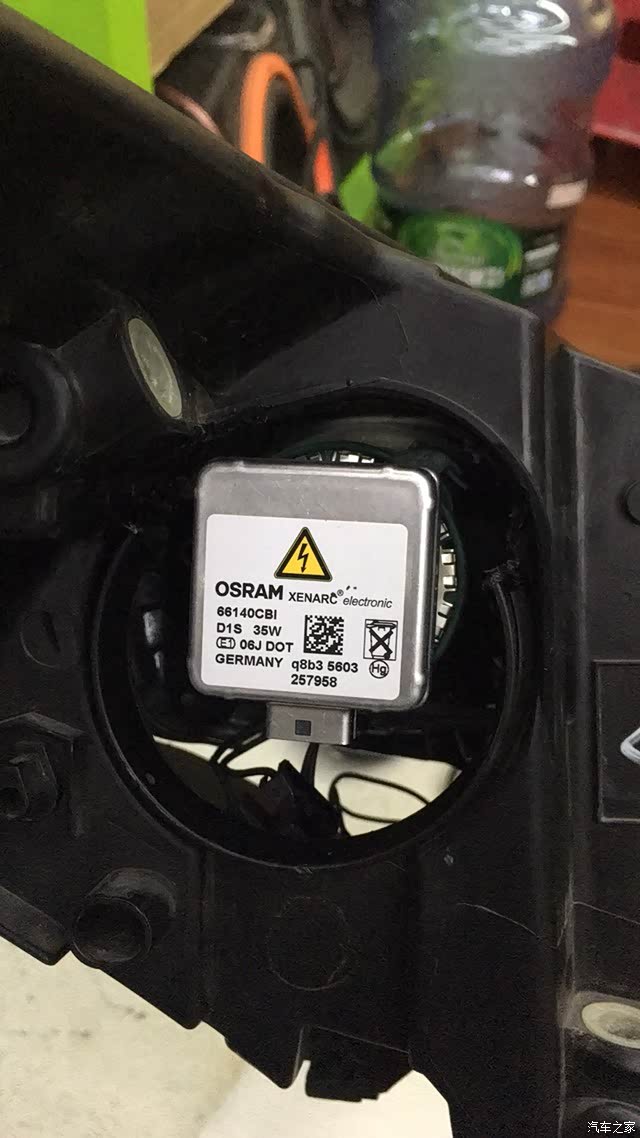 OSRAM XENARC® electronic
66140CBI
D1S 35W
E1 06J DOT
GERMANY q8b3 5603
257958
Hg
汽车之家